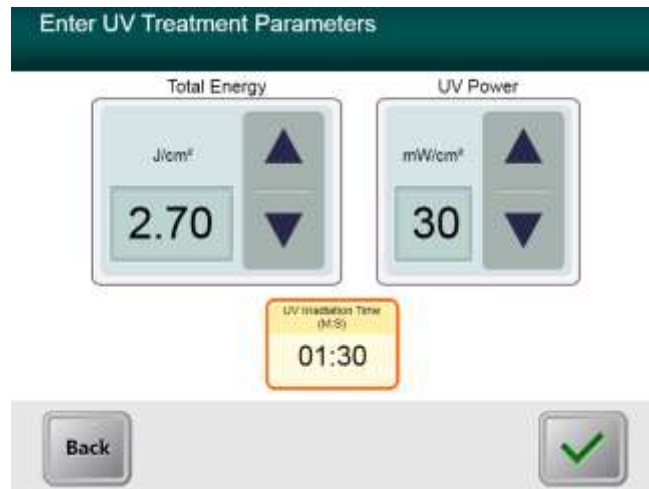 Enter UV Treatment Parameters
Total Energy
UV Power
J/cm²
mW/cm²
2.70
30
UV Irradiation Time
(M:S)
01:30
Back